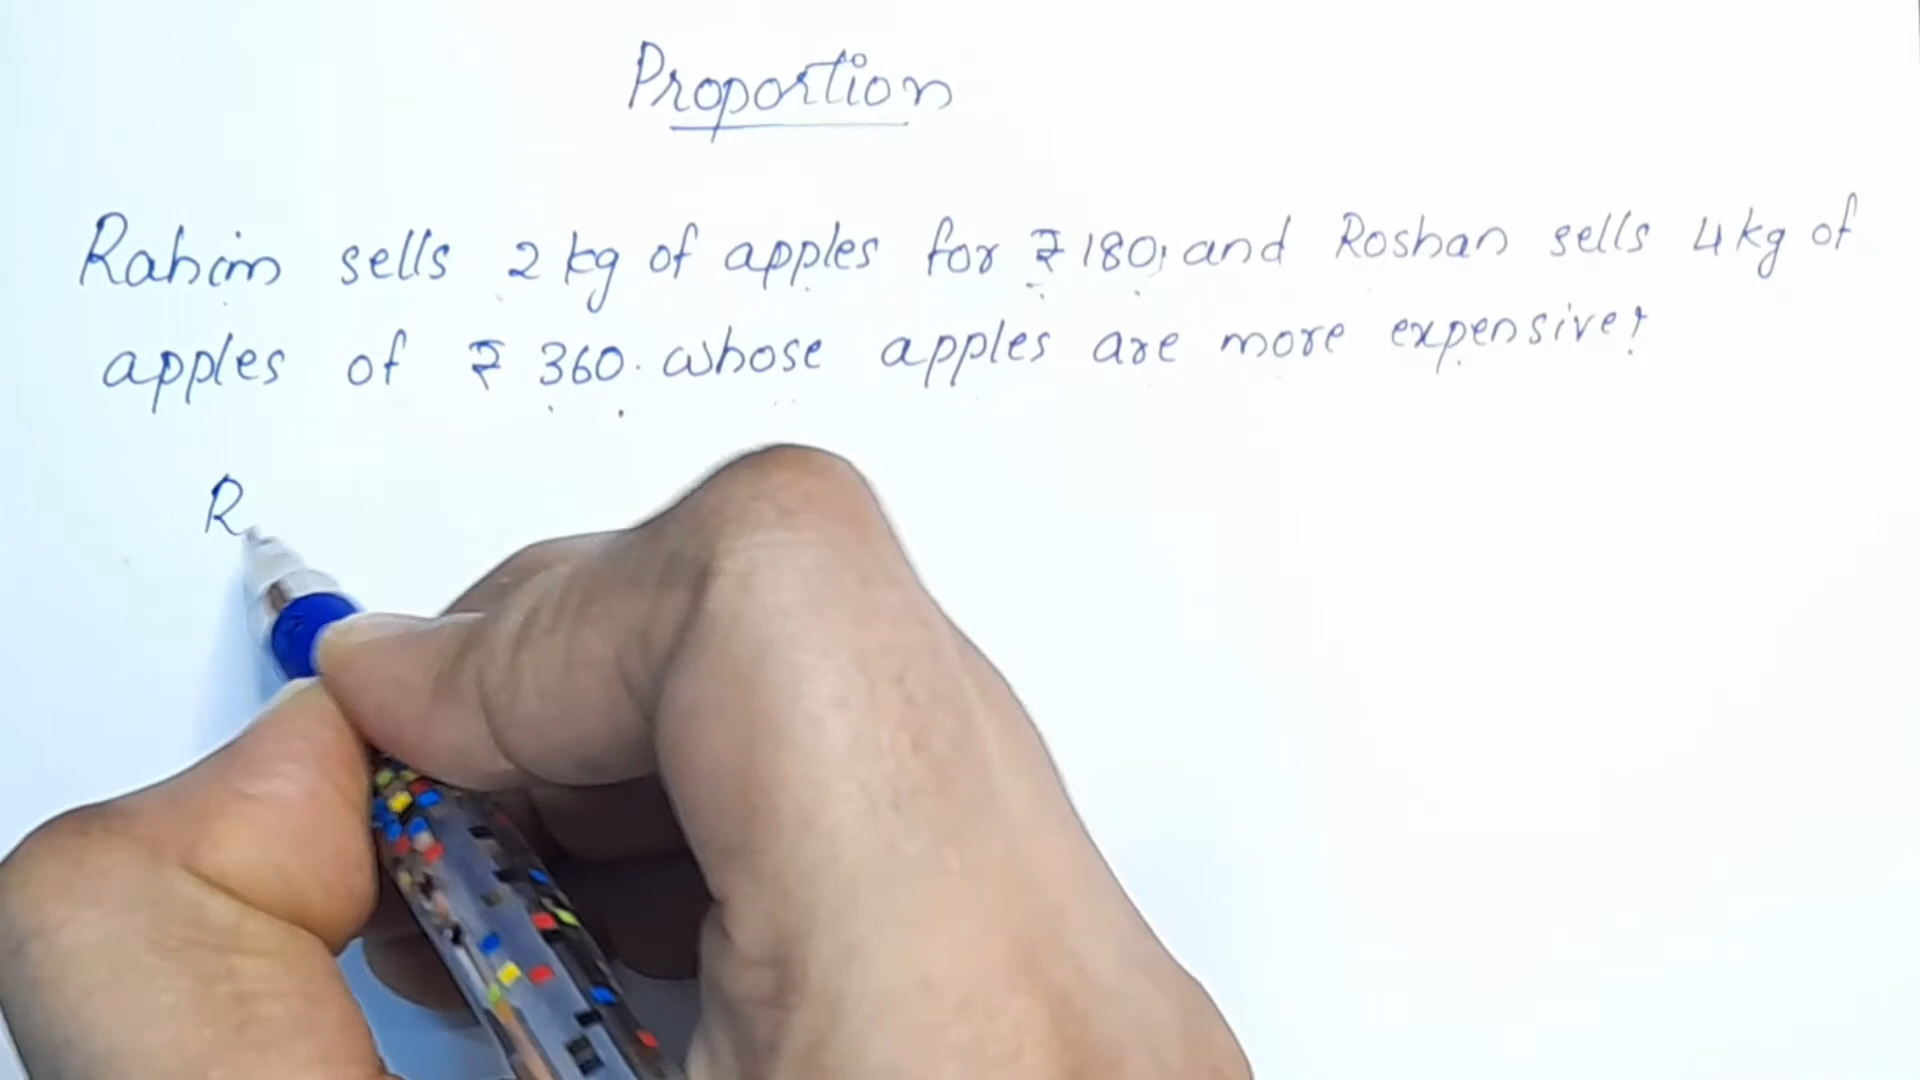 Proportion
Rahim sells 2 kg of apples for ₹ 180, and Roshan sells 4 kg of
apples of ₹ 360. whose apples are more expensive?
R